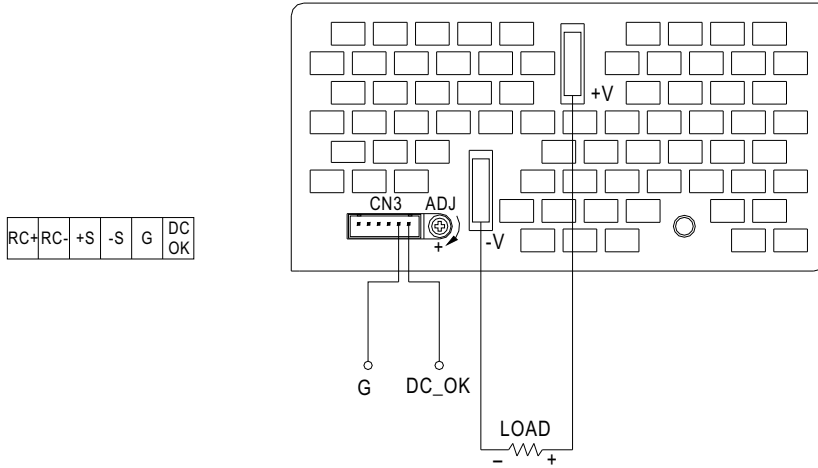 +V
CN3 ADJ
+
-V
RC+ RC- +S -S G DC OK
G DC_OK
LOAD
– +